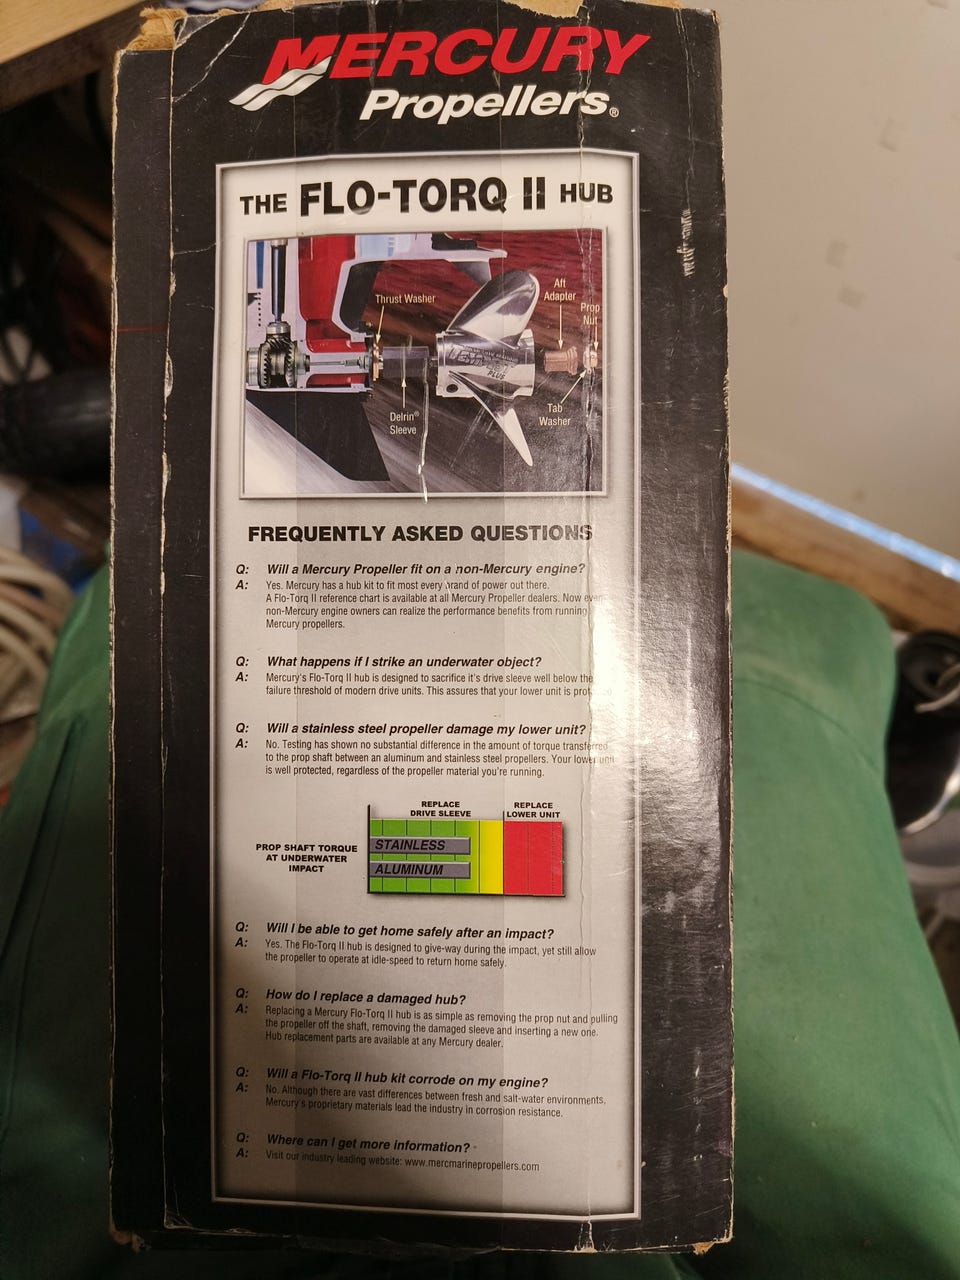 MERCURY
Propellers®
THE FLO-TORQ II HUB
Thrust Washer
Aft
Adapter
Prop
Nut
Delrin®
Sleeve
Tab
Washer
PLUS
FREQUENTLY ASKED QUESTIONS
Q: Will a Mercury Propeller fit on a non-Mercury engine?
A: Yes. Mercury has a hub kit to fit most every brand of power out there.
A Flo-Torq II reference chart is available at all Mercury Propeller dealers. Now even
non-Mercury engine owners can realize the performance benefits from running
Mercury propellers.
Q: What happens if I strike an underwater object?
A: Mercury's Flo-Torq II hub is designed to sacrifice it's drive sleeve well below the
failure threshold of modern drive units. This assures that your lower unit is protected
Q: Will a stainless steel propeller damage my lower unit?
A: No. Testing has shown no substantial difference in the amount of torque transferred
to the prop shaft between an aluminum and stainless steel propellers. Your lower unit
is well protected, regardless of the propeller material you're running.
REPLACE
DRIVE SLEEVE
REPLACE
LOWER UNIT
PROP SHAFT TORQUE
AT UNDERWATER
IMPACT
STAINLESS
ALUMINUM
Q: Will I be able to get home safely after an impact?
A: Yes. The Flo-Torq II hub is designed to give-way during the impact, yet still allow
the propeller to operate at idle-speed to return home safely.
Q: How do I replace a damaged hub?
A: Replacing a Mercury Flo-Torq II hub is as simple as removing the prop nut and pulling
the propeller off the shaft, removing the damaged sleeve and inserting a new one.
Hub replacement parts are available at any Mercury dealer.
Q: Will a Flo-Torq II hub kit corrode on my engine?
A: No. Although there are vast differences between fresh and salt-water environments,
Mercury's proprietary materials lead the industry in corrosion resistance.
Q: Where can I get more information?
A: Visit our industry leading website: www.mercmarinepropellers.com